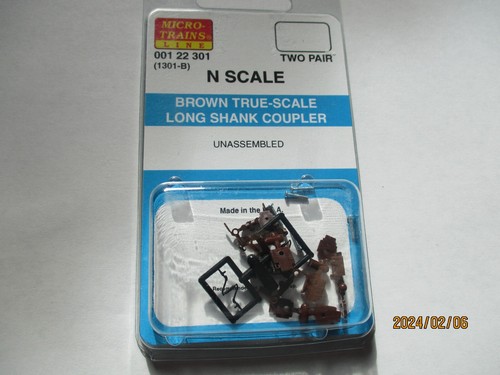 MICRO-
TRAINS®
LINE
001 22 301
(1301-B)
TWO PAIR
N SCALE
BROWN TRUE-SCALE
LONG SHANK COUPLER
UNASSEMBLED
Made in the
2024/02/06